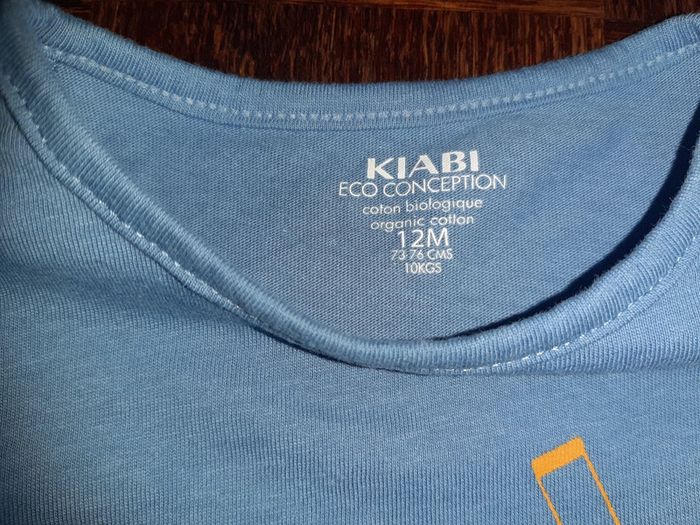 KIABI
ECO CONCEPTION
coton biologique
organic cotton
12M
73 76 CMS
10KGS